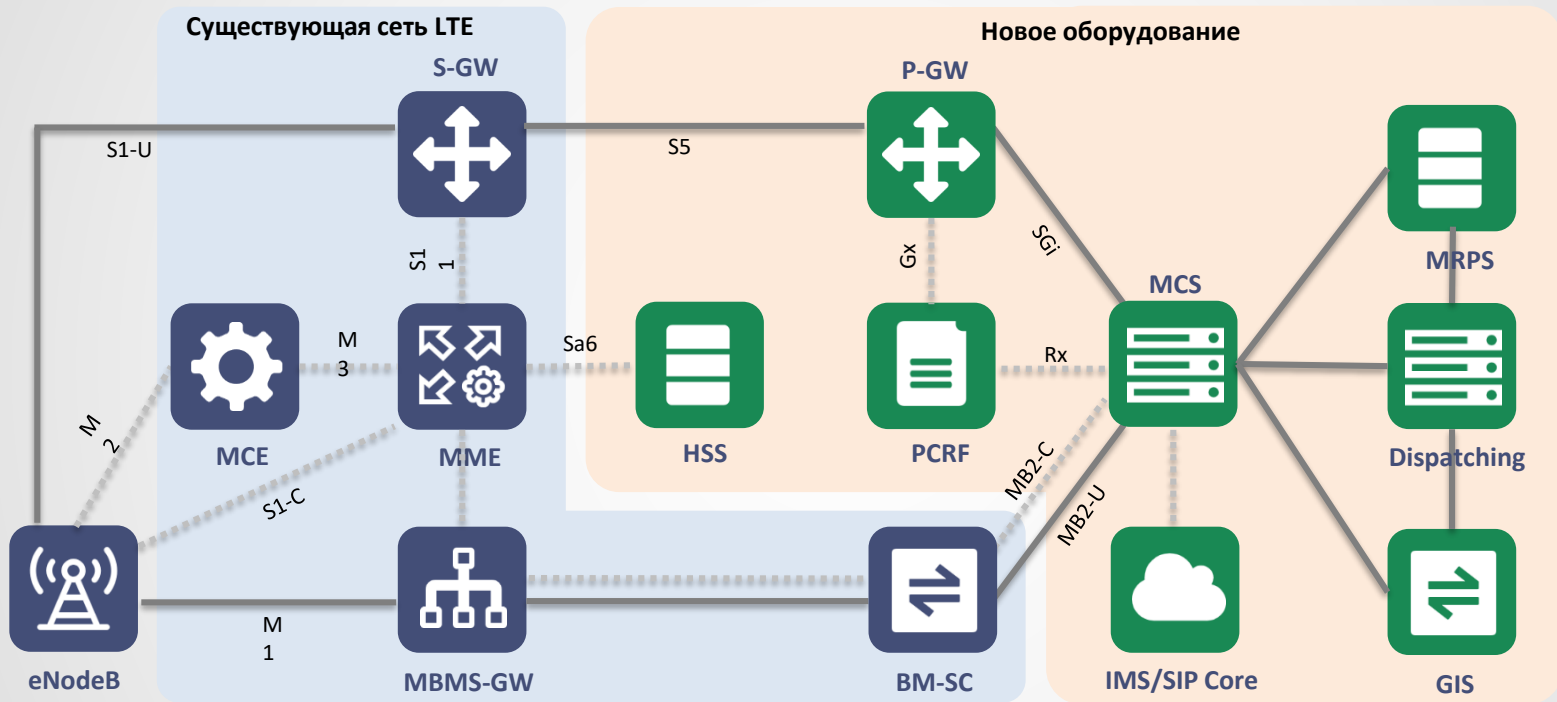 Существующая сеть LTE
Новое оборудование
S-GW
P-GW
S1-U
S5
SGi
S1
1
Gx
MRPS
MCS
M
3
Sa6
Rx
M
2
MCE
MME
HSS
PCRF
Dispatching
S1-C
MB2-C
MB2-U
M
1
eNodeB
MBMS-GW
BM-SC
IMS/SIP Core
GIS